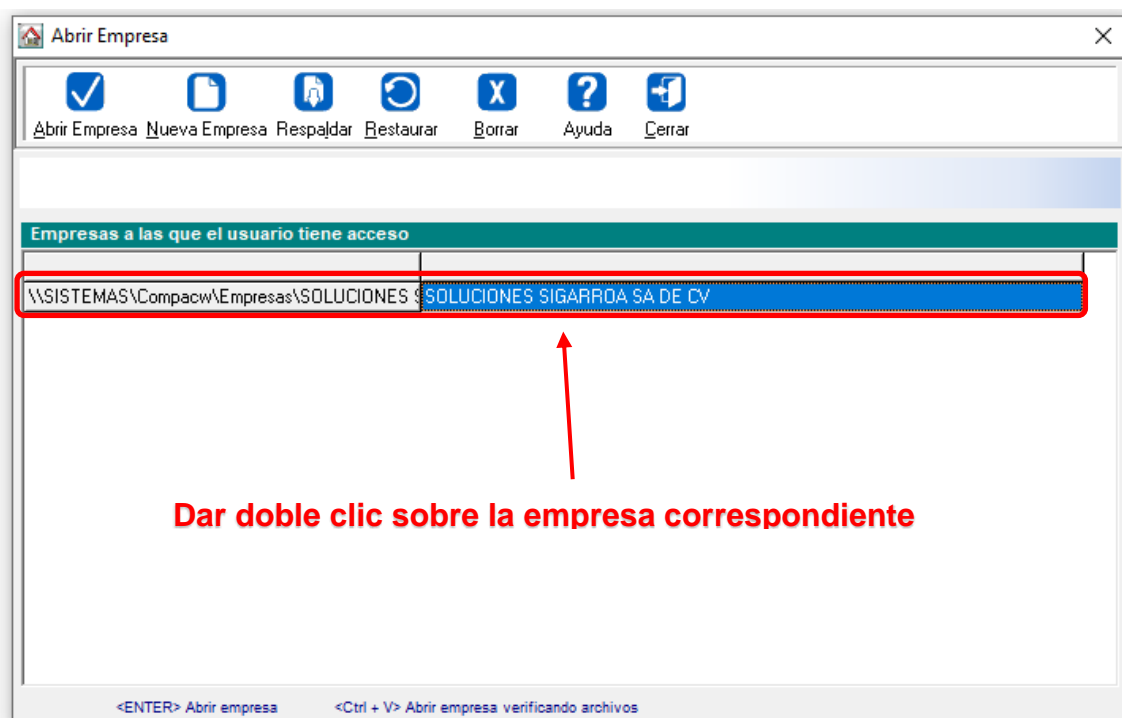 Abrir Empresa
Abrir Empresa Nueva Empresa Respaldar Restaurar Borrar Ayuda Cerrar
Empresas a las que el usuario tiene acceso
\\SISTEMAS\Compacw\Empresas\SOLUCIONES S SOLUCIONES SIGARROA SA DE CV
Dar doble clic sobre la empresa correspondiente
<ENTER> Abrir empresa <Ctrl + V> Abrir empresa verificando archivos